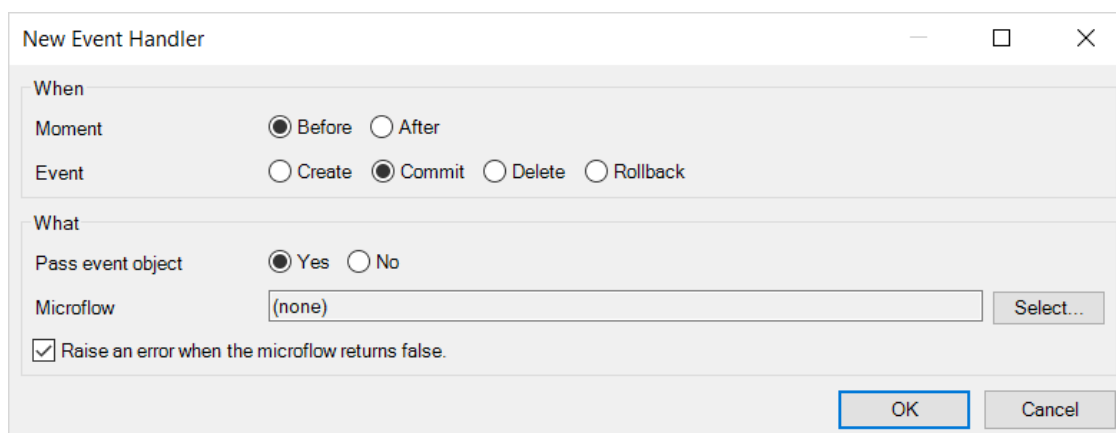 New Event Handler
When
Moment Before After
Event Create Commit Delete Rollback
What
Pass event object Yes No
Microflow (none) Select...
Raise an error when the microflow returns false.
OK Cancel